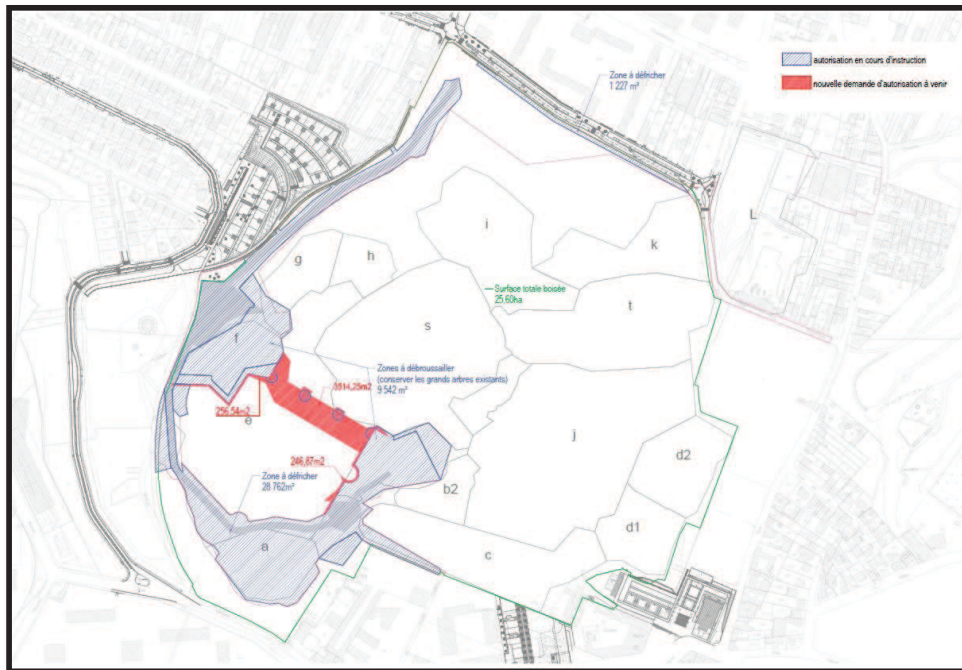 autorisation en cours d'instruction
nouvelle demande d'autorisation à venir
Zone à défricher
1 227 m²
L
i
k
g
h
Surface totale boisée
25,60ha
t
s
f
Zones à débroussailler
(conserver les grands arbres existants)
9 542 m²
256,54m2
e
j
246,87m2
d2
Zone à défricher
28 762m²
b2
d1
a
c